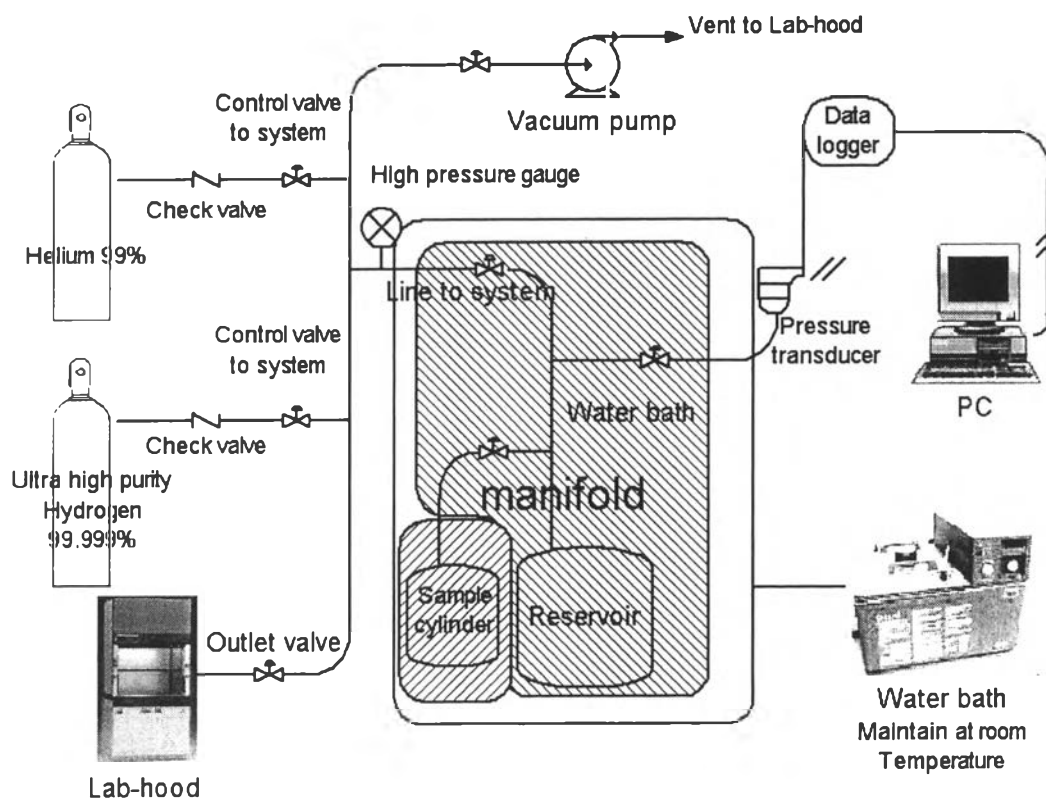 Vent to Lab-hood
Vacuum pump
Control valve
to system
Data
logger
High pressure gauge
Check valve
Helium 99%
Line to system
Pressure
transducer
Control valve
to system
PC
Water bath
Check valve
Ultra high purity
Hydrogen
99.999%
manifold
Sample
cylinder
Reservoir
Outlet valve
Lab-hood
Water bath
Maintain at room
Temperature